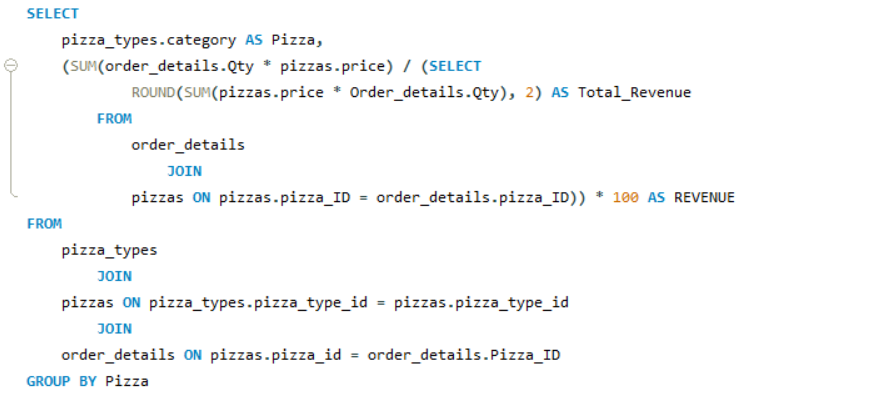 SELECT
pizza_types.category AS Pizza,
(SUM(order_details.Qty * pizzas.price) / (SELECT
ROUND(SUM(pizzas.price * Order_details.Qty), 2) AS Total_Revenue
FROM
order_details
JOIN
pizzas ON pizzas.pizza_ID = order_details.pizza_ID)) * 100 AS REVENUE
FROM
pizza_types
JOIN
pizzas ON pizza_types.pizza_type_id = pizzas.pizza_type_id
JOIN
order_details ON pizzas.pizza_id = order_details.Pizza_ID
GROUP BY Pizza